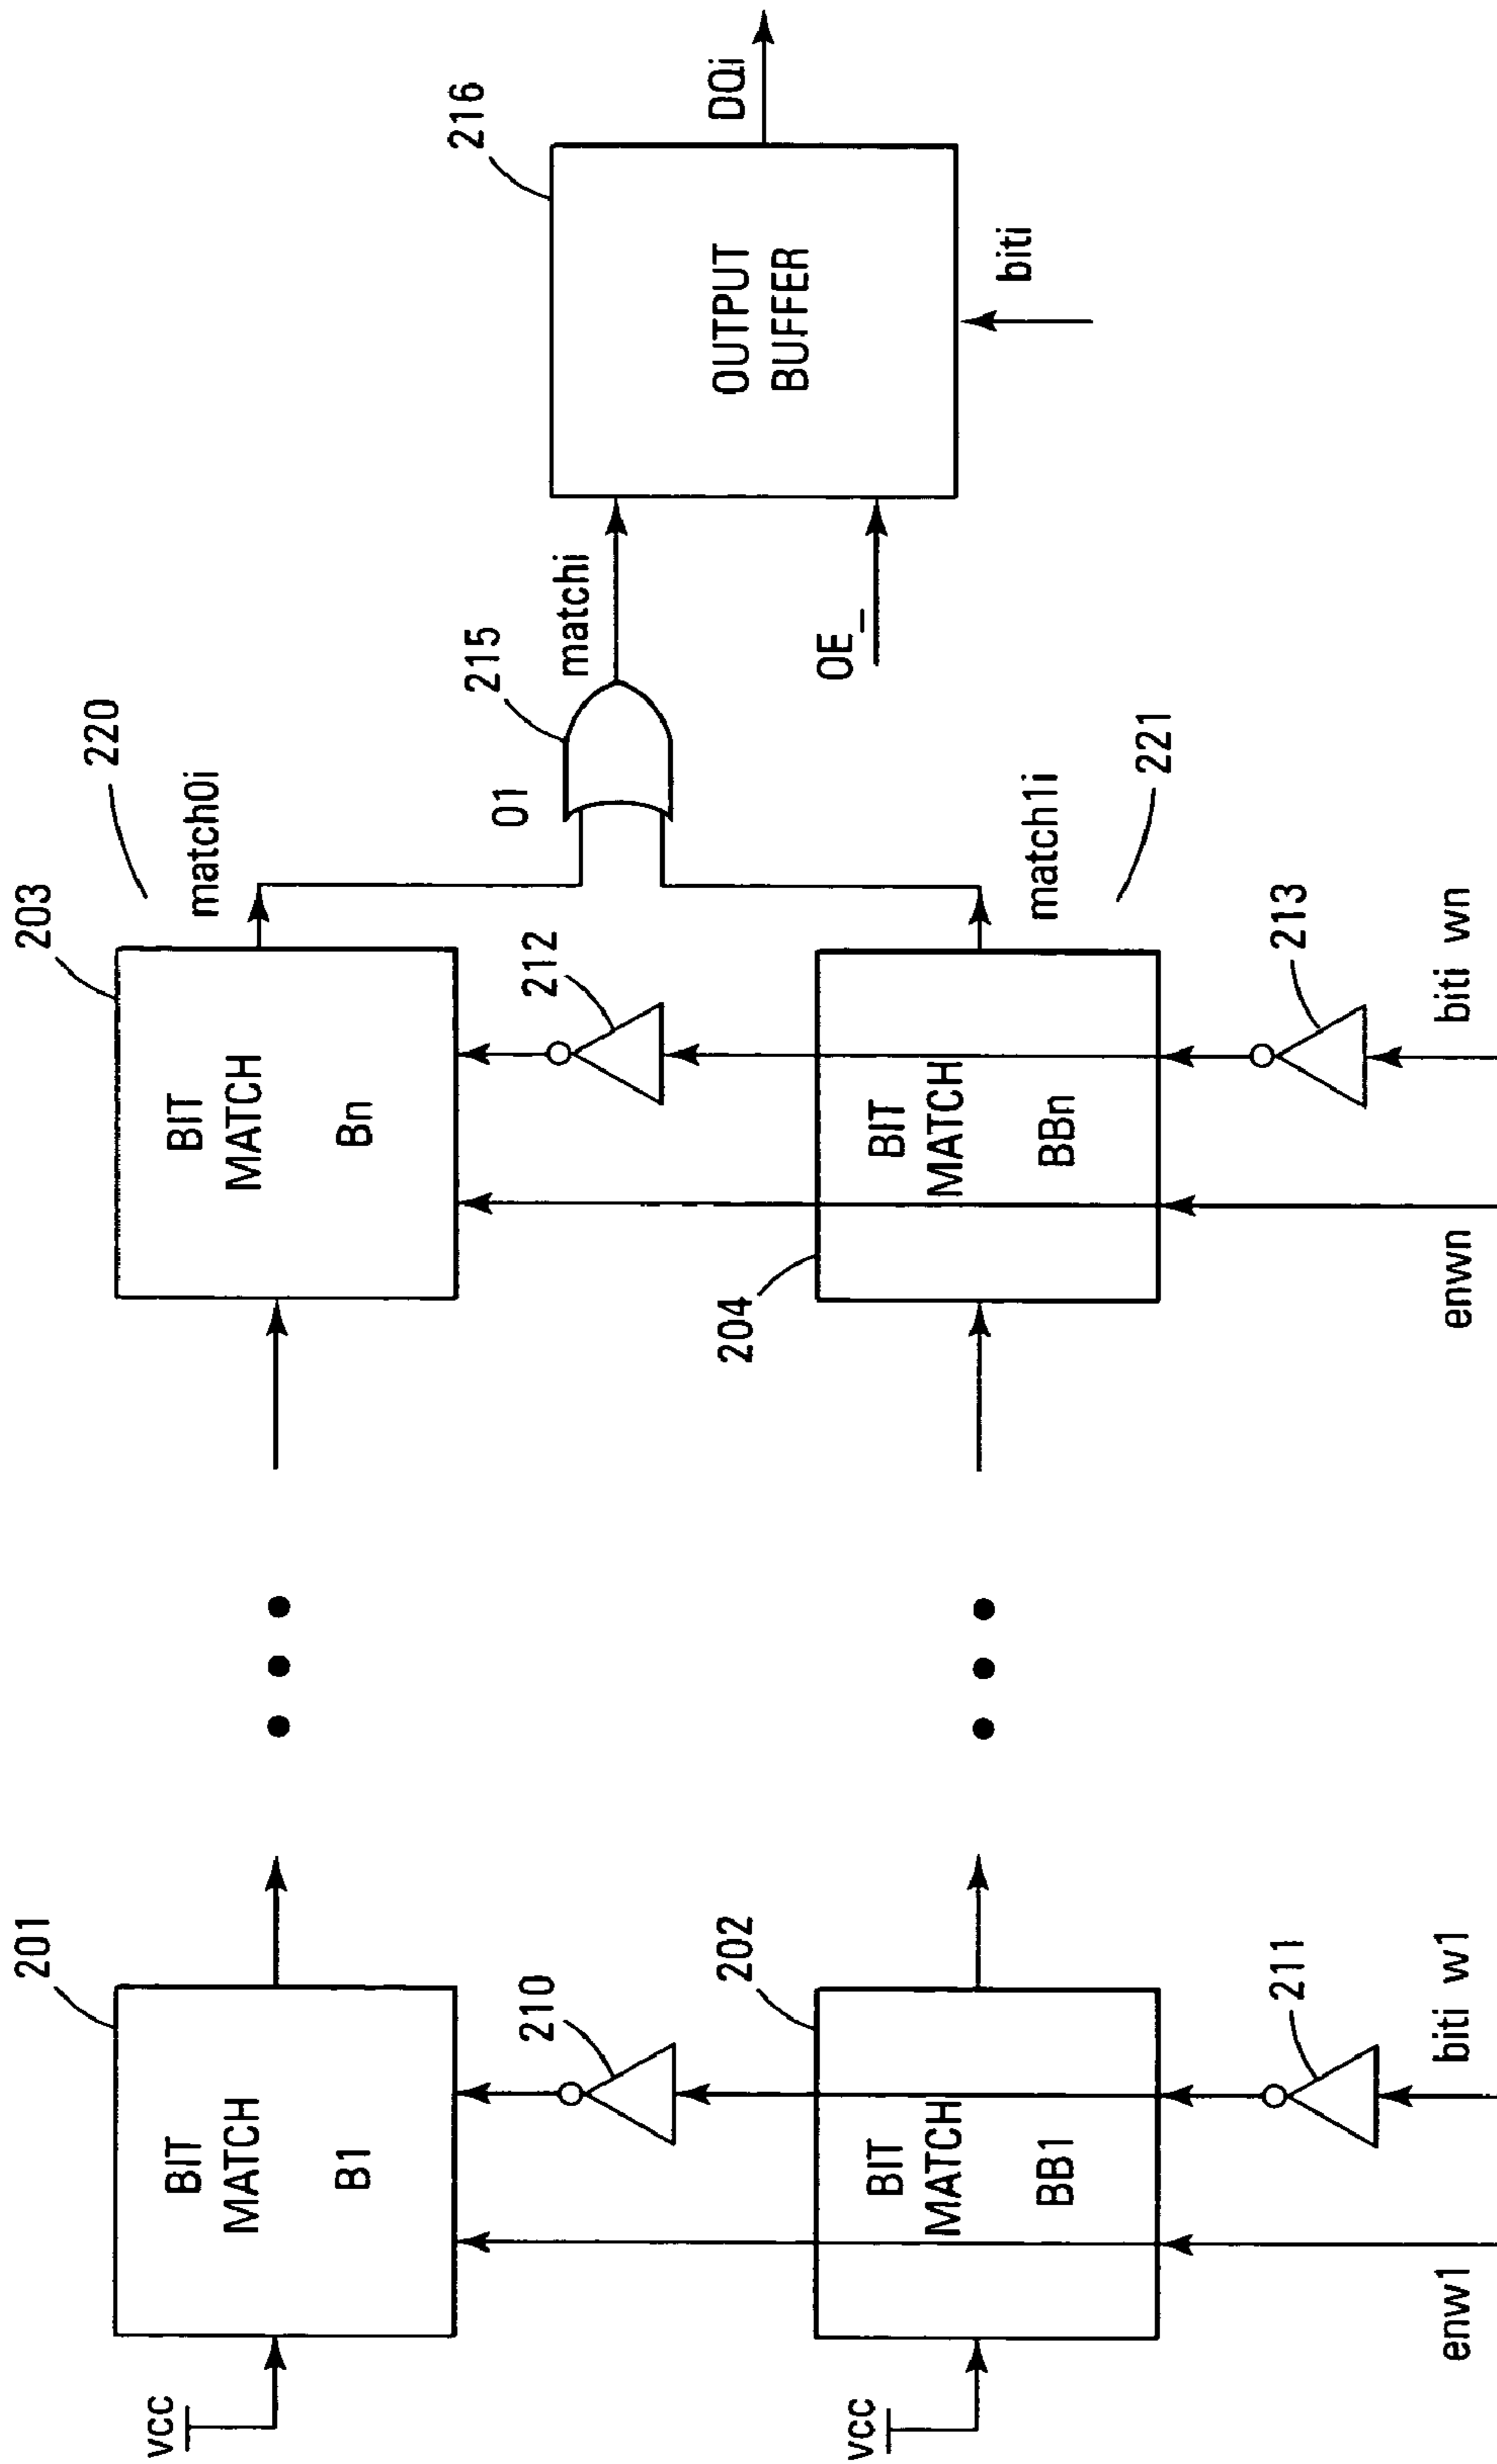 201
203
220
vcc
BIT
MATCH
B1
BIT
MATCH
Bn
match0i
210
212
01
215
matchi
216
OUTPUT
BUFFER
DQi
OE_
biti
202
204
vcc
BIT
MATCH
BB1
BIT
MATCH
BBn
match1i
221
211
213
envw1
biti w1
envwn
biti wn